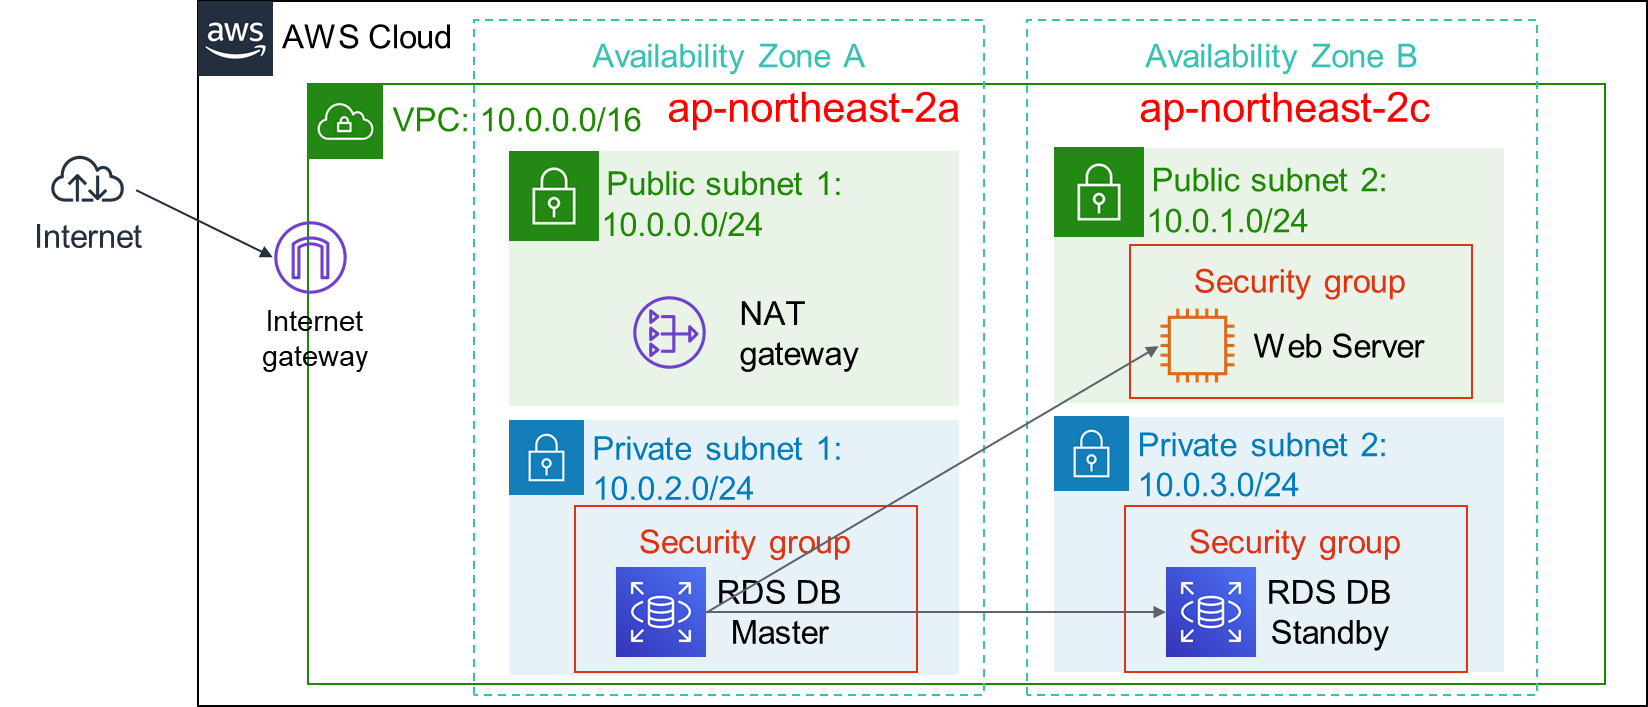 aws
AWS Cloud
Availability Zone A
Availability Zone B
VPC: 10.0.0.0/16
ap-northeast-2a
ap-northeast-2c
Public subnet 1:
10.0.0.0/24
Public subnet 2:
10.0.1.0/24
Internet
Internet
gateway
NAT
gateway
Security group
Web Server
Private subnet 1:
10.0.2.0/24
Private subnet 2:
10.0.3.0/24
Security group
RDS DB
Master
Security group
RDS DB
Standby